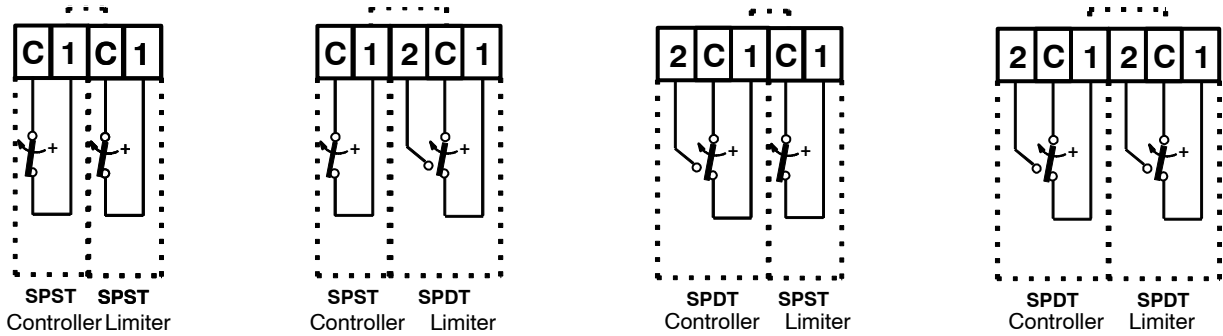 C 1 C 1
+ +
SPST SPST
Controller Limiter
C 1 2 C 1
+ +
SPST SPDT
Controller Limiter
2 C 1 C 1
+ +
SPDT SPST
Controller Limiter
2 C 1 2 C 1
+ +
SPDT SPDT
Controller Limiter